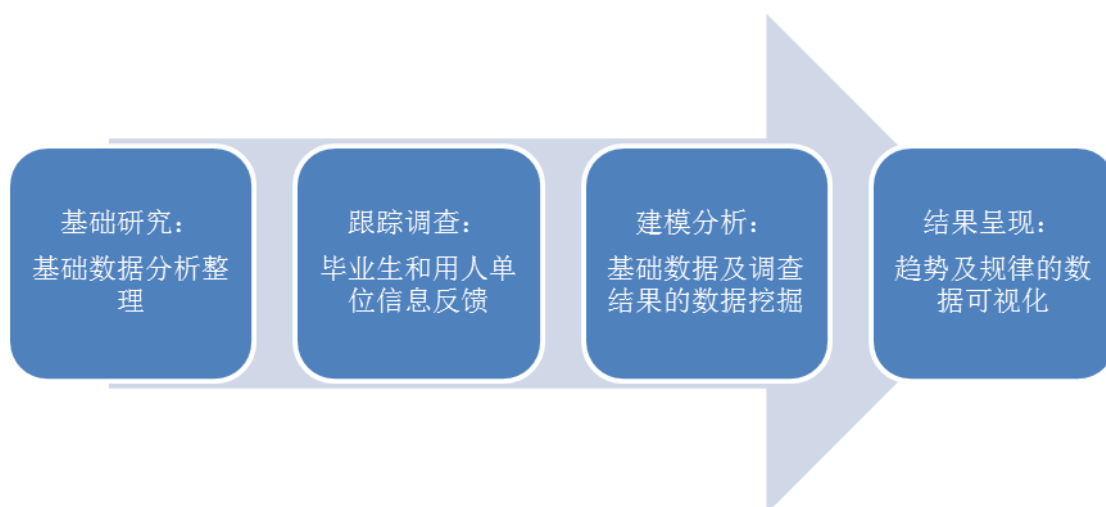 基础研究：
基础数据分析整
理
跟踪调查：
毕业生和用人单
位信息反馈
建模分析：
基础数据及调查
结果的数据挖掘
结果呈现：
趋势及规律的数
据可视化